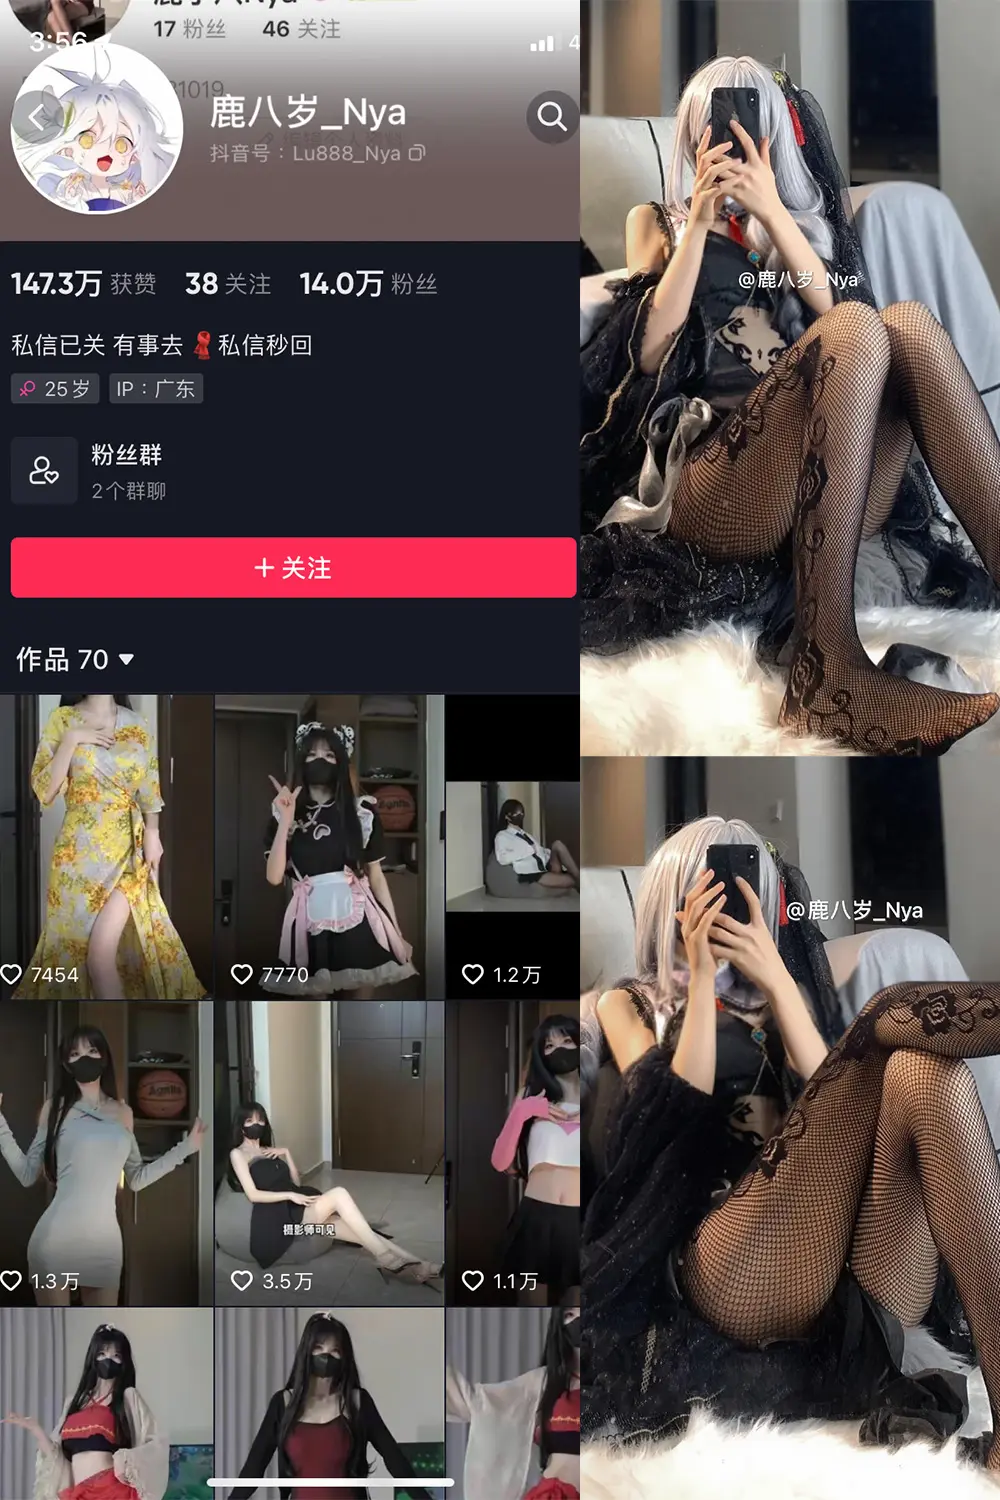 17 粉丝 46 关注
3:56
鹿八岁_Nya
抖音号：Lu888_Nya
147.3万 获赞 38 关注 14.0万 粉丝
私信已关 有事去 私信秒回
25岁 IP：广东
粉丝群
2个群聊
+ 关注
作品 70
7454
7770
1.2万
1.3万
摄影师可见
3.5万
1.1万
@鹿八岁_Nya
@鹿八岁_Nya